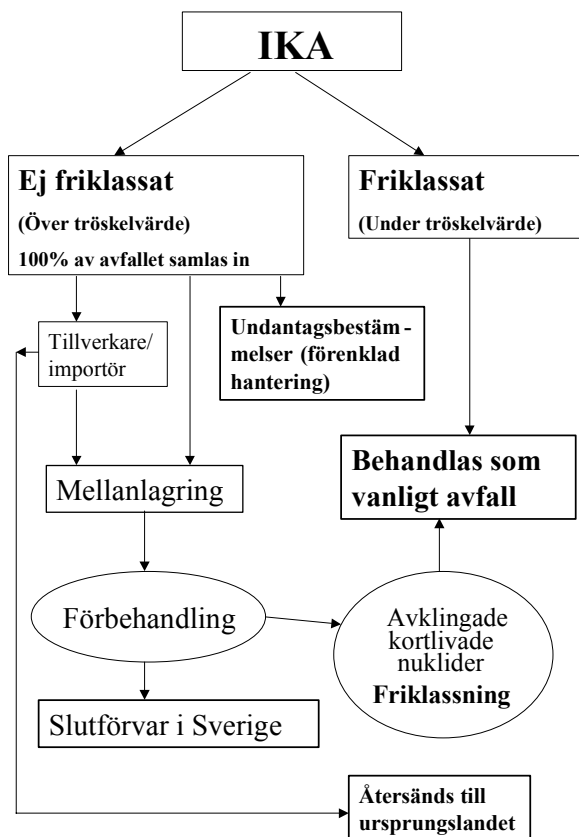 IKA
Ej friklassat
(Över tröskelvärde)
100% av avfallet samlas in
Friklassat
(Under tröskelvärde)
Tillverkare/
importör
Undantagsbestäm -
melser (förenklad
hantering)
Mellanlagring
Behandlas som
vanligt avfall
Förbehandling
Avklingade
kortlivade
nuklider
Friklassning
Slutförvar i Sverige
Återsänds till
ursprungslandet